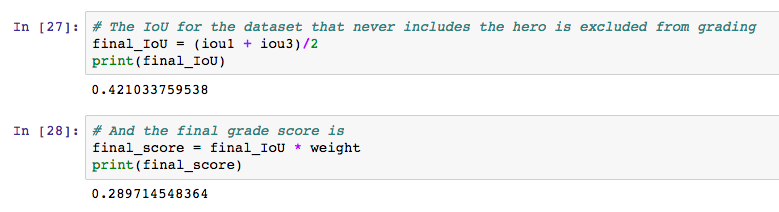 In [27]: # The IoU for the dataset that never includes the hero is excluded from grading
final_IoU = (iou1 + iou3)/2
print(final_IoU)
0.421033759538
In [28]: # And the final grade score is
final_score = final_IoU * weight
print(final_score)
0.289714548364